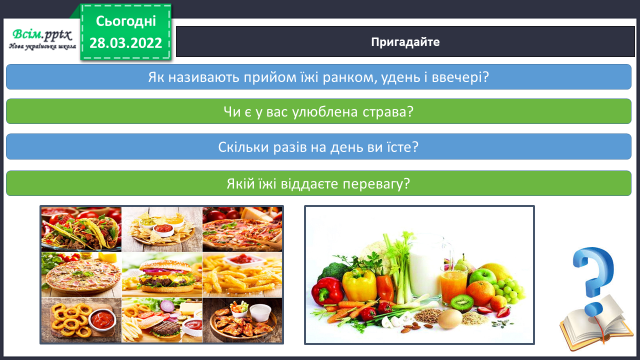 Всім.pptx
Нова українська школа
Сьогодні
28.03.2022
Пригадайте
Як називають прийом їжі ранком, удень і ввечері?
Чи є у вас улюблена страва?
Скільки разів на день ви їсте?
Якій їжі віддаєте перевагу?